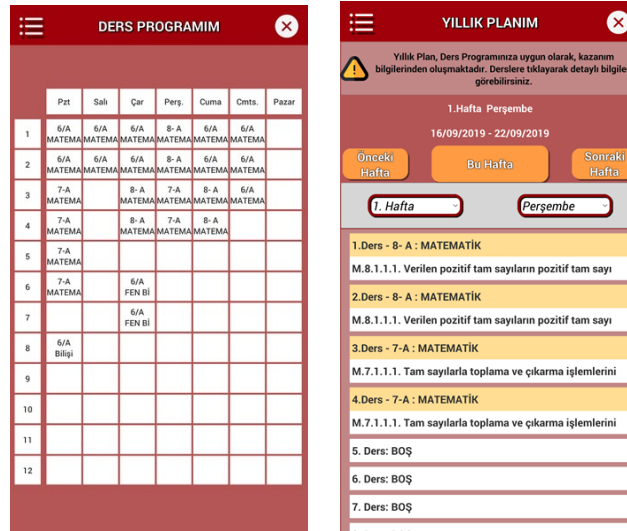 DERS PROGRAMIM
Pzt Salı Çar Perş. Cuma Cmts. Pazar
1 6/A MATEMA 6/A MATEMA 6/A MATEMA 8- A MATEMA 6/A MATEMA 6/A MATEMA
2 6/A MATEMA 6/A MATEMA 6/A MATEMA 8- A MATEMA 6/A MATEMA 6/A MATEMA
3 7-A MATEMA 8- A MATEMA 7-A MATEMA 8- A MATEMA 6/A MATEMA
4 7-A MATEMA 8- A MATEMA 7-A MATEMA 8- A MATEMA
5 7-A MATEMA
6 7-A MATEMA 6/A FEN Bİ
7 6/A FEN Bİ
8 6/A Bilişi
9
10
11
12
YILLIK PLANIM
Yıllık Plan, Ders Programınıza uygun olarak, kazanım
bilgilerinden oluşmaktadır. Derslere tıklayarak detaylı bilgile
görebilirsiniz.
1.Hafta Perşembe
16/09/2019 - 22/09/2019
Önceki Hafta
Bu Hafta
Sonraki Hafta
1. Hafta
Perşembe
1.Ders - 8- A : MATEMATİK
M.8.1.1.1. Verilen pozitif tam sayıların pozitif tam sayı
2.Ders - 8- A : MATEMATİK
M.8.1.1.1. Verilen pozitif tam sayıların pozitif tam sayı
3.Ders - 7-A : MATEMATİK
M.7.1.1.1. Tam sayılarla toplama ve çıkarma işlemlerini
4.Ders - 7-A : MATEMATİK
M.7.1.1.1. Tam sayılarla toplama ve çıkarma işlemlerini
5. Ders: BOŞ
6. Ders: BOŞ
7. Ders: BOŞ